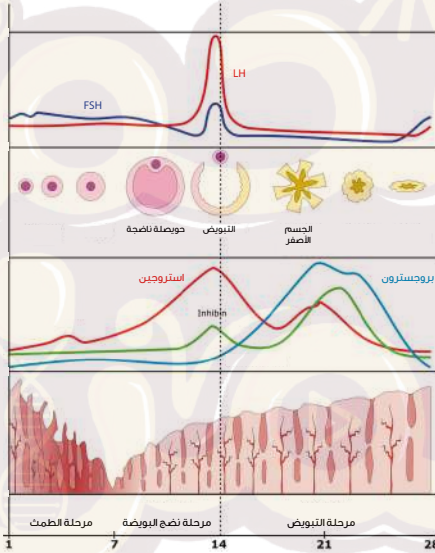 LH
FSH
حويصلة ناضجة
التبويض
الجسم
الأصفر
استروجين
بروجسترون
Inhibin
مرحلة الطمث
مرحلة نضج البويضة
مرحلة التبويض
1
7
14
21
28